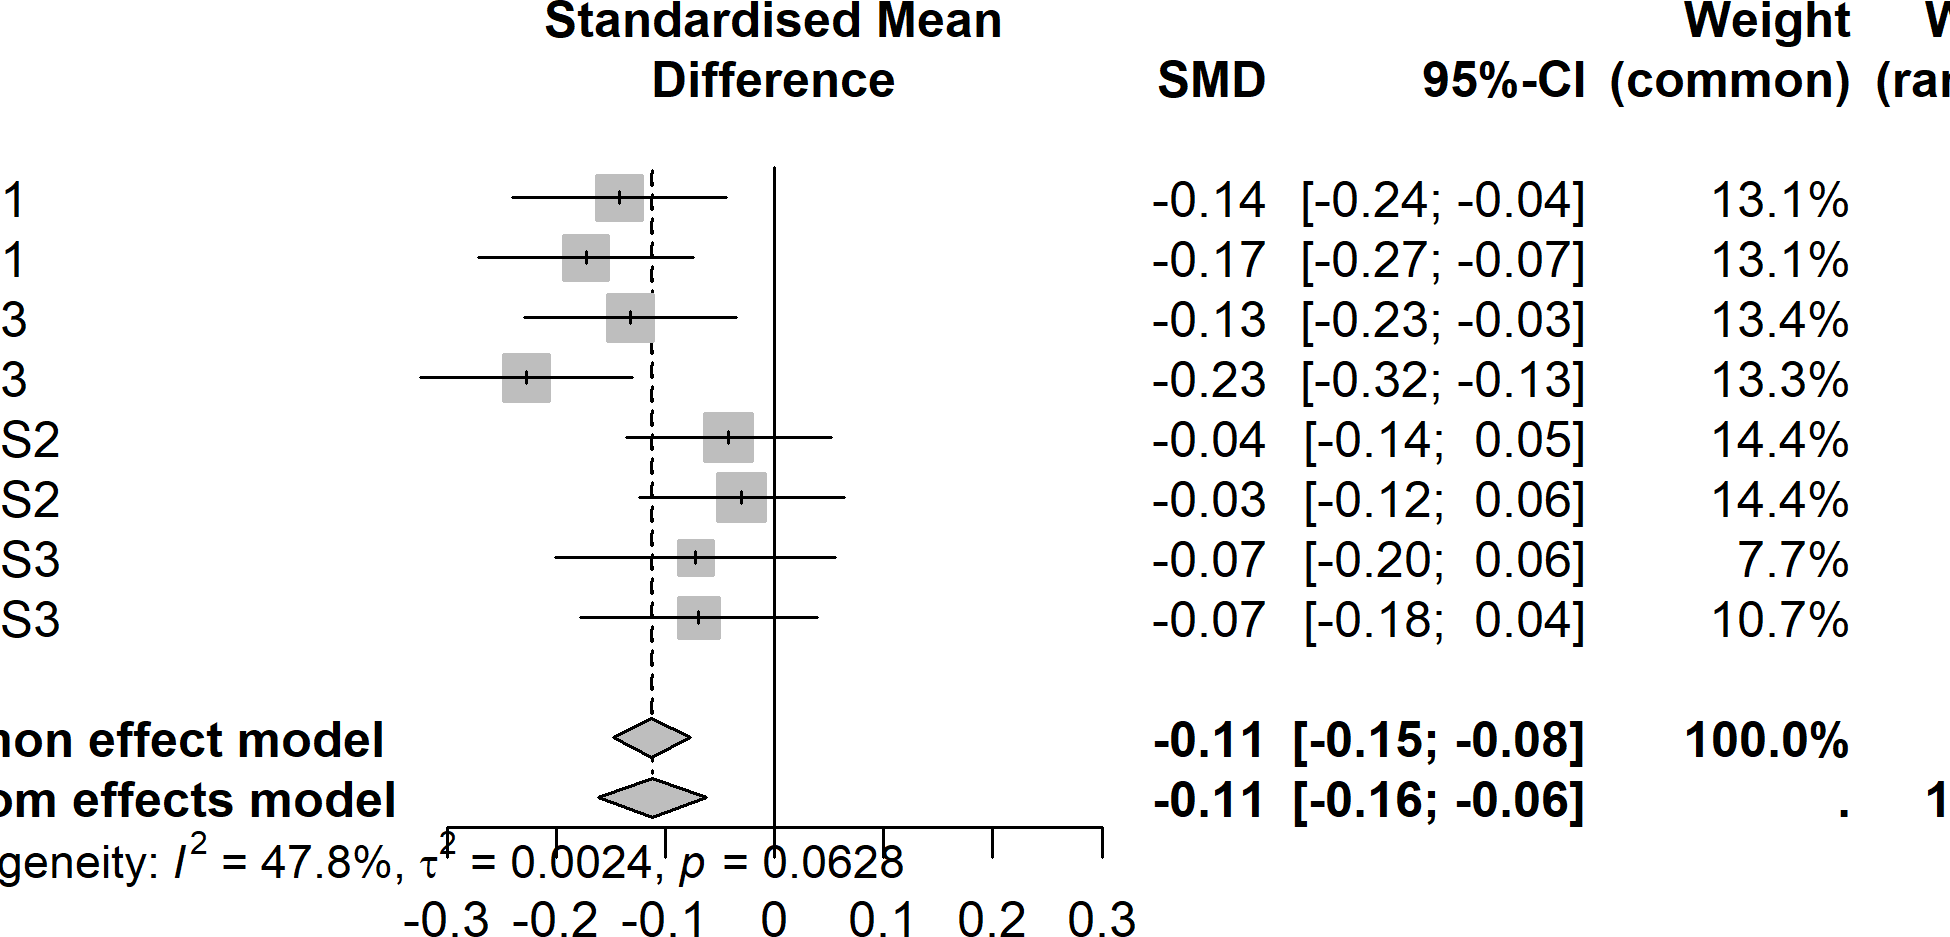 Standardised Mean Weight W
Difference SMD 95%-CI (common) (ran
1 -0.14 [-0.24; -0.04] 13.1%
1 -0.17 [-0.27; -0.07] 13.1%
3 -0.13 [-0.23; -0.03] 13.4%
3 -0.23 [-0.32; -0.13] 13.3%
S2 -0.04 [-0.14; 0.05] 14.4%
S2 -0.03 [-0.12; 0.06] 14.4%
S3 -0.07 [-0.20; 0.06] 7.7%
S3 -0.07 [-0.18; 0.04] 10.7%
non effect model -0.11 [-0.15; -0.08] 100.0%
om effects model -0.11 [-0.16; -0.06] . 1
geneity: I² = 47.8%, τ² = 0.0024, p = 0.0628
-0.3 -0.2 -0.1 0 0.1 0.2 0.3